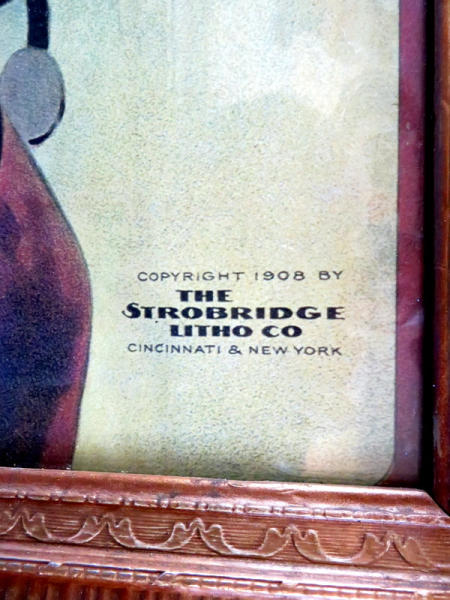 COPYRIGHT 1908 BY
THE
STROBRIDGE
LITHO CO
CINCINNATI & NEW YORK